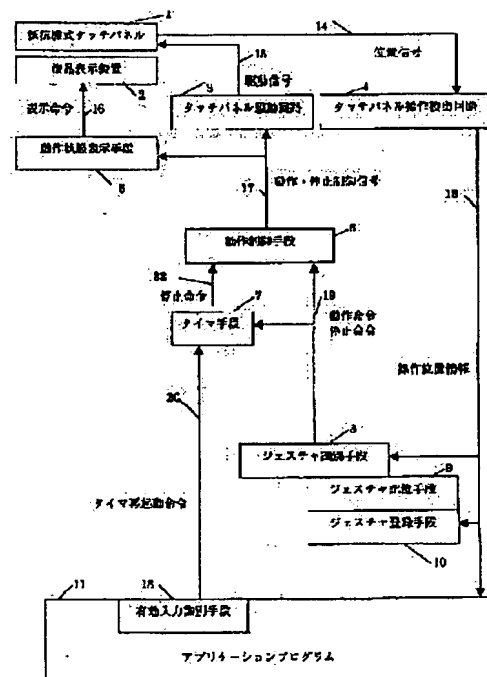 1
14
抵抗膜式タッチパネル
15
位置信号
液晶表示装置
駆動信号
3
4
2
表示命令
16
タッチパネル駆動回路
タッチパネル操作検出回路
動作状態表示手段
5
17
動作・停止制御信号
18
動作制御手段
6
22
停止命令
19
7
動作命令
停止命令
タイマ手段
操作位置情報
20
8
ジェスチャ認識手段
9
ジェスチャ記憶手段
タイマ再起動命令
ジェスチャ登録手段
10
11
有効入力識別手段
アプリケーションプログラム